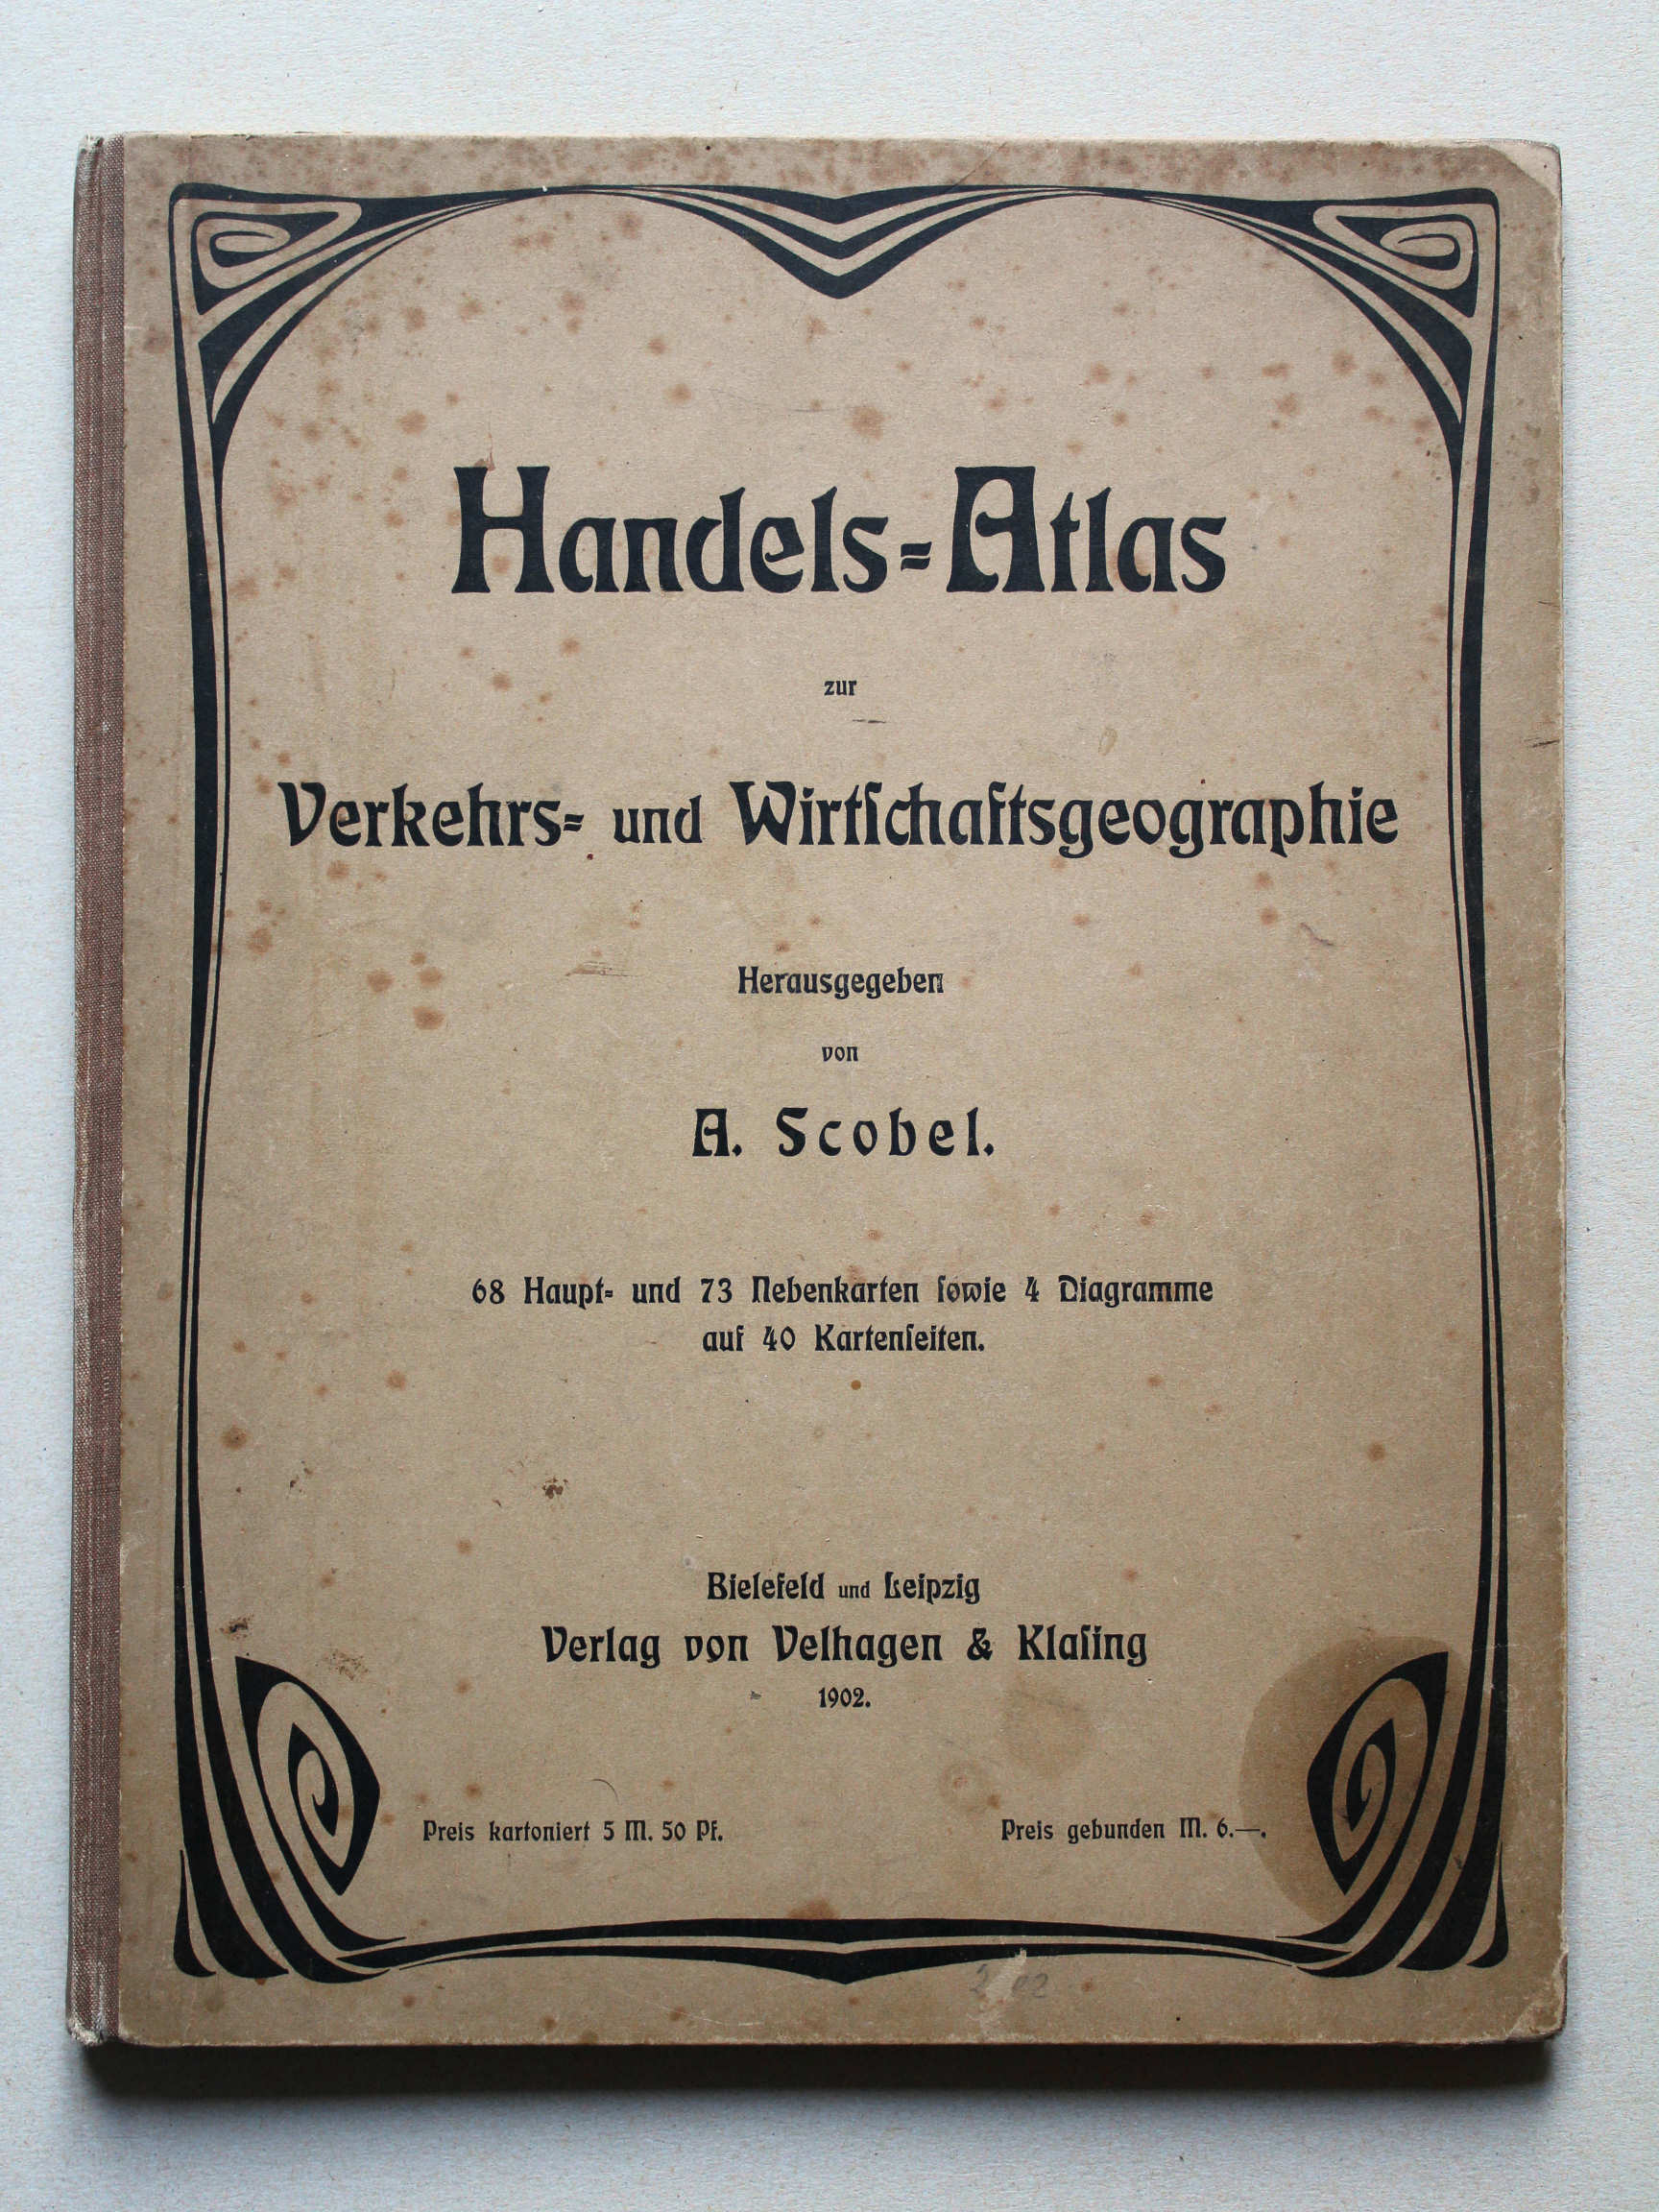 Handels=Atlas
zur
Verkehrs= und Wirtſchaftsgeographie
Herausgegeben
von
A. Scobel.
68 Haupt= und 73 Nebenkarten ſowie 4 Diagramme
auf 40 Kartenſeiten.
Bielefeld und Leipzig
Verlag von Velhagen & Klaſing
1902.
Preis kartoniert 5 M. 50 Pf.
Preis gebunden M. 6.—.